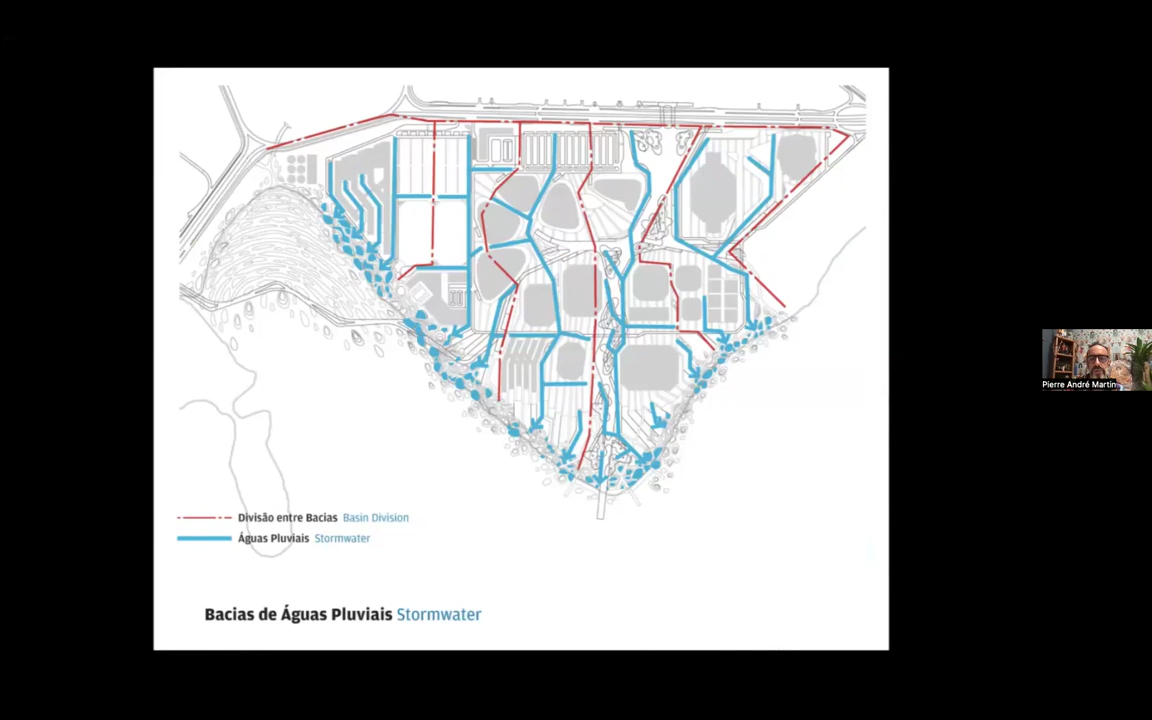 Divisão entre Bacias Basin Division
Águas Pluviais Stormwater
Bacias de Águas Pluviais Stormwater
Pierre André Martin